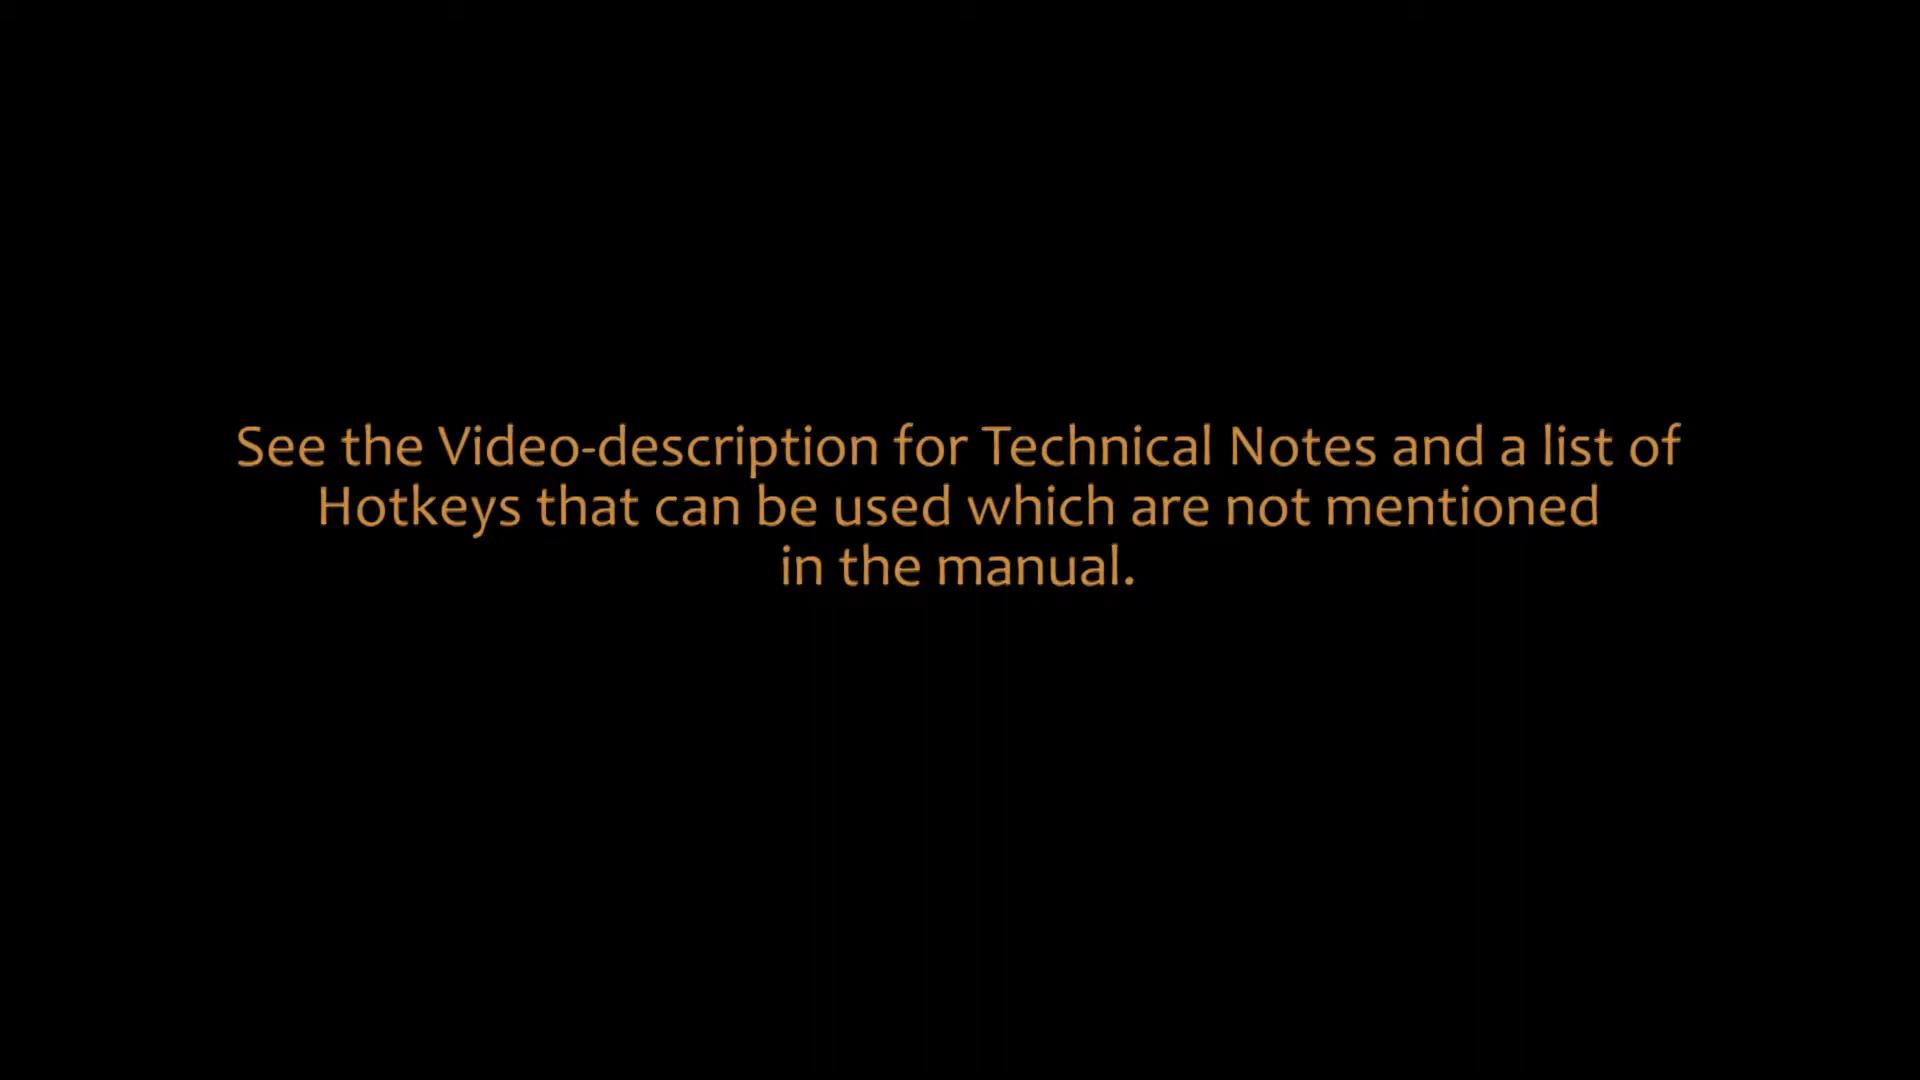 See the Video-description for Technical Notes and a list of
Hotkeys that can be used which are not mentioned
in the manual.